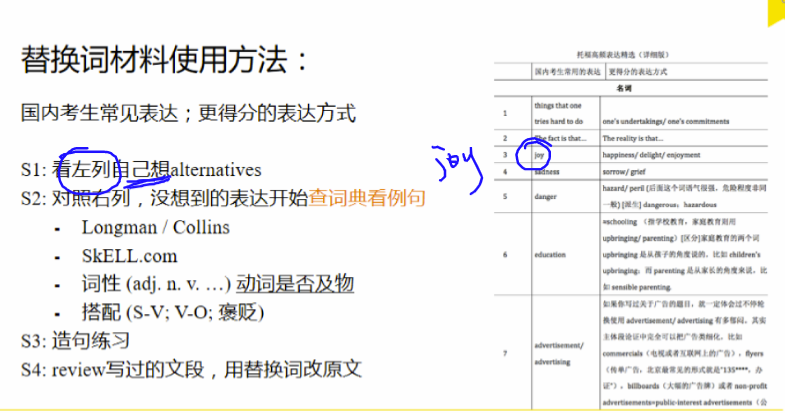 替换词材料使用方法：
国内考生常见表达；更得分的表达方式
S1: 看左列自己想alternatives
S2: 对照右列，没想到的表达开始查词典看例句
- Longman / Collins
- SkELL.com
- 词性 (adj. n. v. …) 动词是否及物
- 搭配 (S-V; V-O; 褒贬)
S3: 造句练习
S4: review写过的文段，用替换词改原文
joy
托福高频表达精选（详细版）
国内考生常用的表达 更得分的表达方式
名词
1 things that one
tries hard to do one's undertakings/ one's commitments
2 The fact is that... The reality is that...
3 joy happiness/ delight/ enjoyment
4 sadness sorrow/ grief
5 danger hazard/ peril [后面这个词语气很强，危险程度非同
一般) [派生] dangerous; hazardous
6 education =schooling （指学校教育，家庭教育则用
upbringing/ parenting）[区分]家庭教育的两个词
upbringing 是从孩子的角度说的，比如 children's
upbringing；而 parenting 是从家长的角度来说，比
如 sensible parenting.
7 advertisement/
advertising
如果你写过关于广告的题目，就一定体会过不停轮
换使用 advertisement/ advertising 有多郁闷。其实
主体段论证中完全可以把广告类细化，比如
commercials（电视或者互联网上的广告），flyers
（传单广告，北京最常见的形式就是"135****，办
证"），billboards（大幅的广告牌）或者 non-profit
advertisements=public-interest advertisements（公